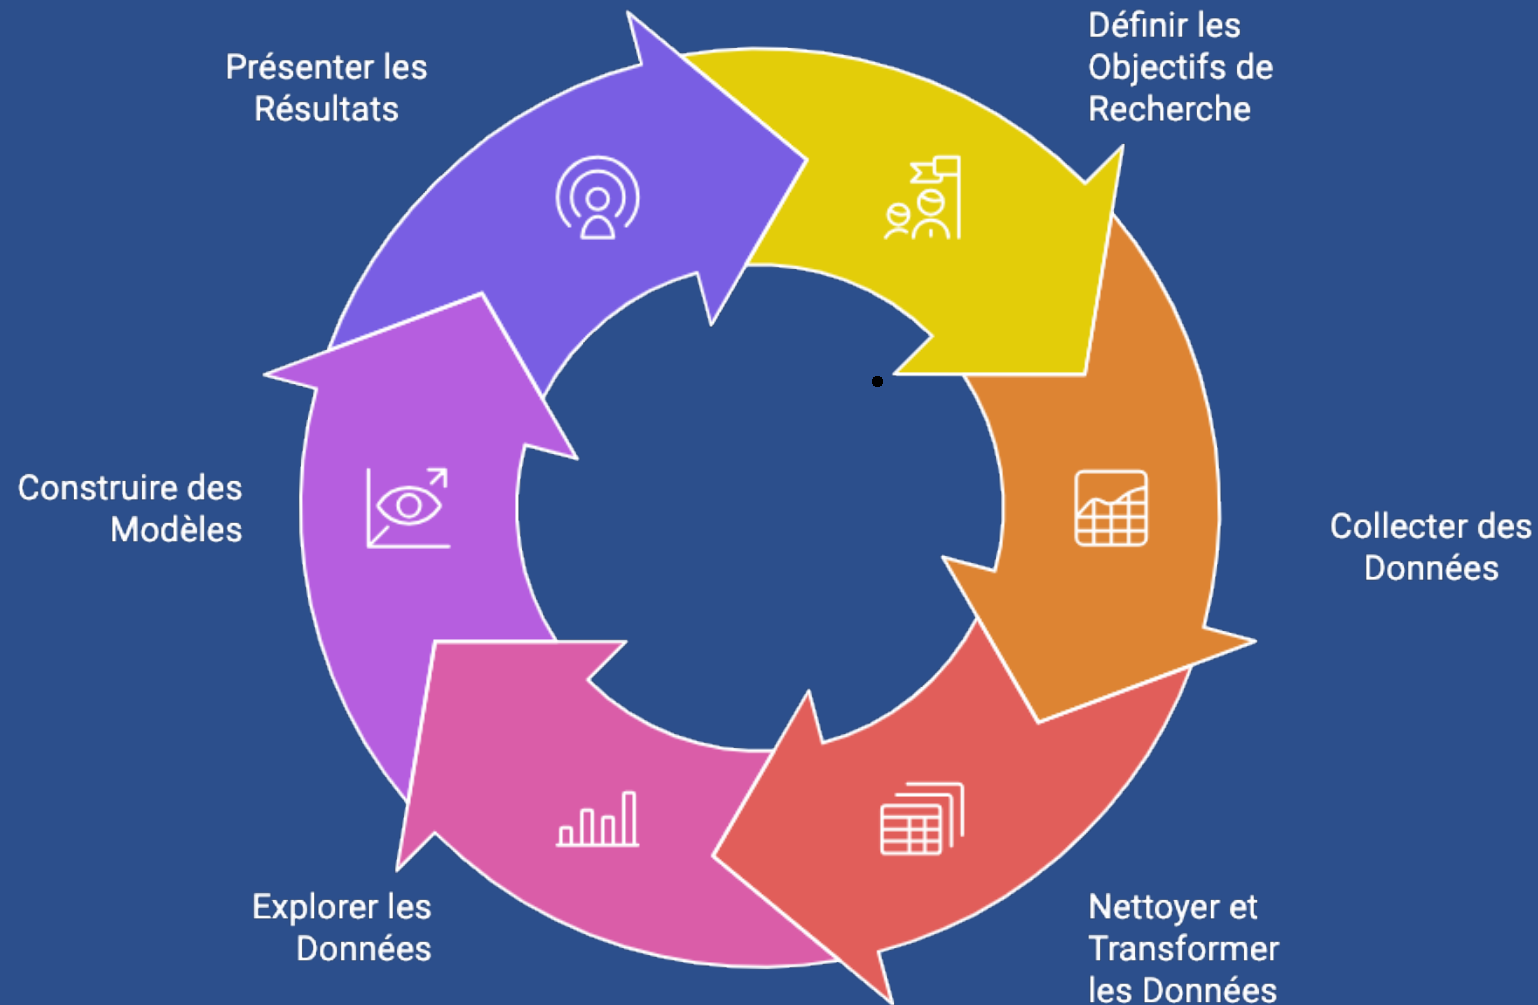 Présenter les
Résultats
Définir les
Objectifs de
Recherche
Construire des
Modèles
Collecter des
Données
Explorer les
Données
Nettoyer et
Transformer
les Données